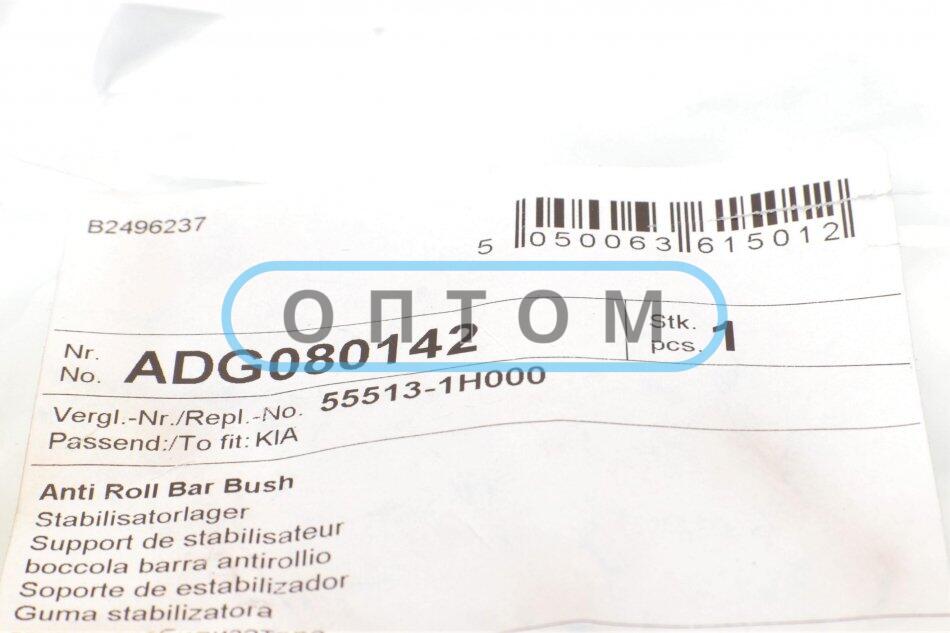 B2496237
5 050063 615012
ОПТОМ
Nr.
No. ADG080142
Stk.
pcs. 1
Vergl.-Nr./Repl.-No. 55513-1H000
Passend:/To fit: KIA
Anti Roll Bar Bush
Stabilisatorlager
Support de stabilisateur
boccola barra antirollio
Soporte de estabilizador
Guma stabilizatora